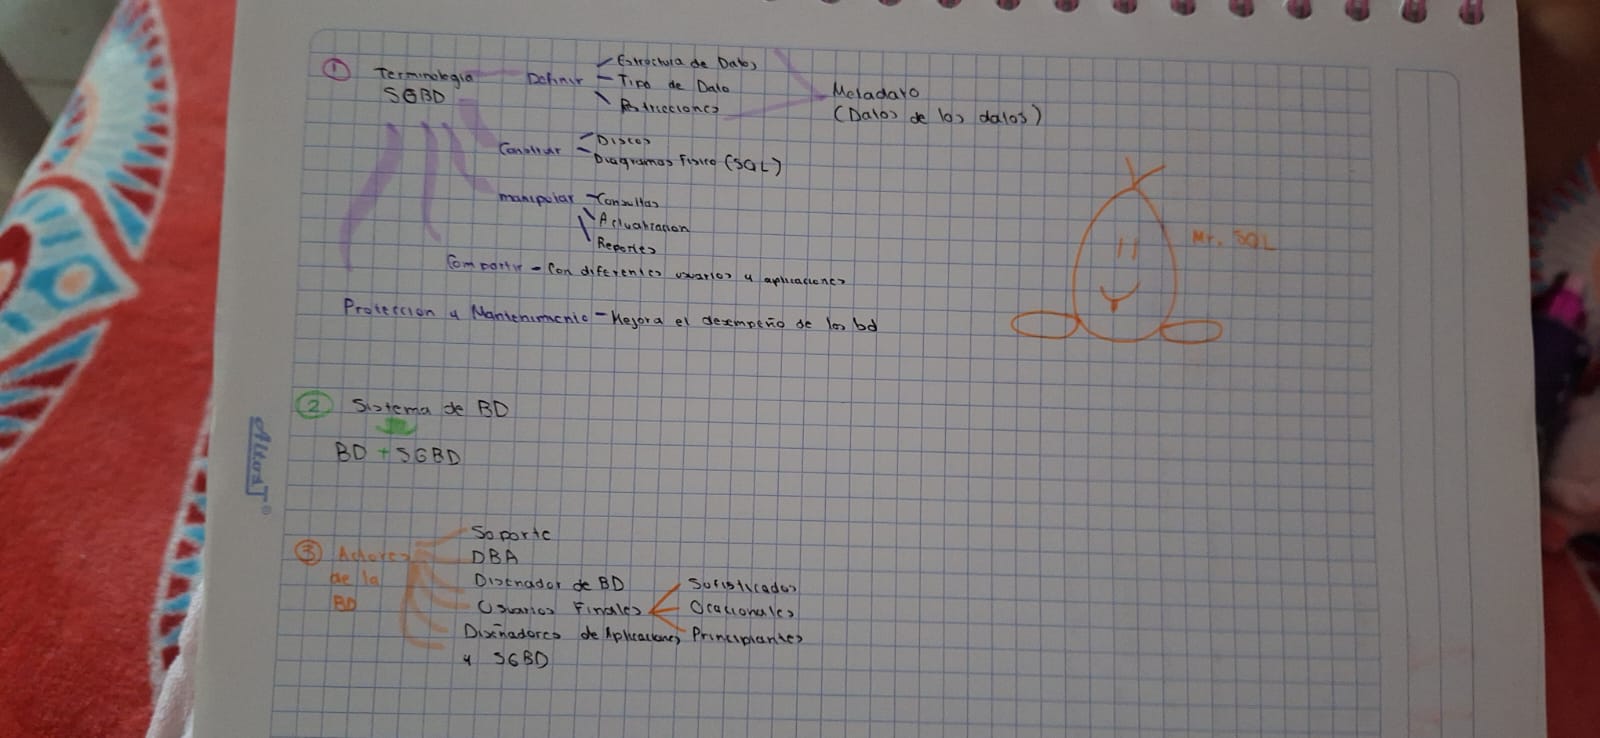 1 Terminologia
SGBD
Definir
Estructura de Datos
Tipo de Dato
Restricciones
Metadato
(Datos de los datos)
Construir
Discos
Diagramas Fisico (SQL)
manipular
Consultas
Actualizacion
Reportes
Compartir - Con diferentes usuarios y aplicaciones
Proteccion y Mantenimiento - Mejora el desempeño de las bd
Mr. SQL
2 Sistema de BD
BD + SGBD
AlkosT®
3 Actores
de la
BD
Soporte
DBA
Diseñador de BD
Usuarios Finales
Sofisticados
Ocacionales
Principiantes
Diseñadores de Aplicaciones
y SGBD